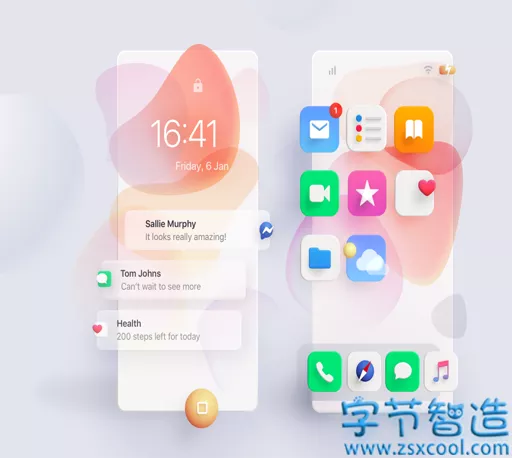 16:41
Friday, 6 Jan
Sallie Murphy
It looks really amazing!
Tom Johns
Can't wait to see more
Health
200 steps left for today
1
字节智造
www.zsxcool.com